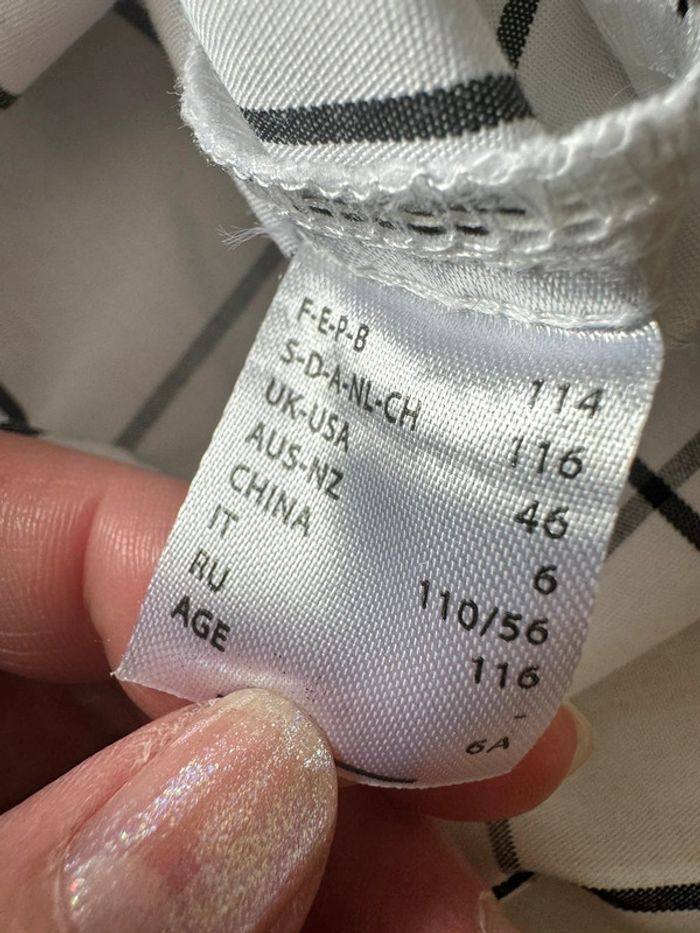 F-E-P-B 114
S-D-A-NL-CH 116
UK-USA 46
AUS-NZ 6
CHINA 110/56
IT 116
RU -
AGE 6A